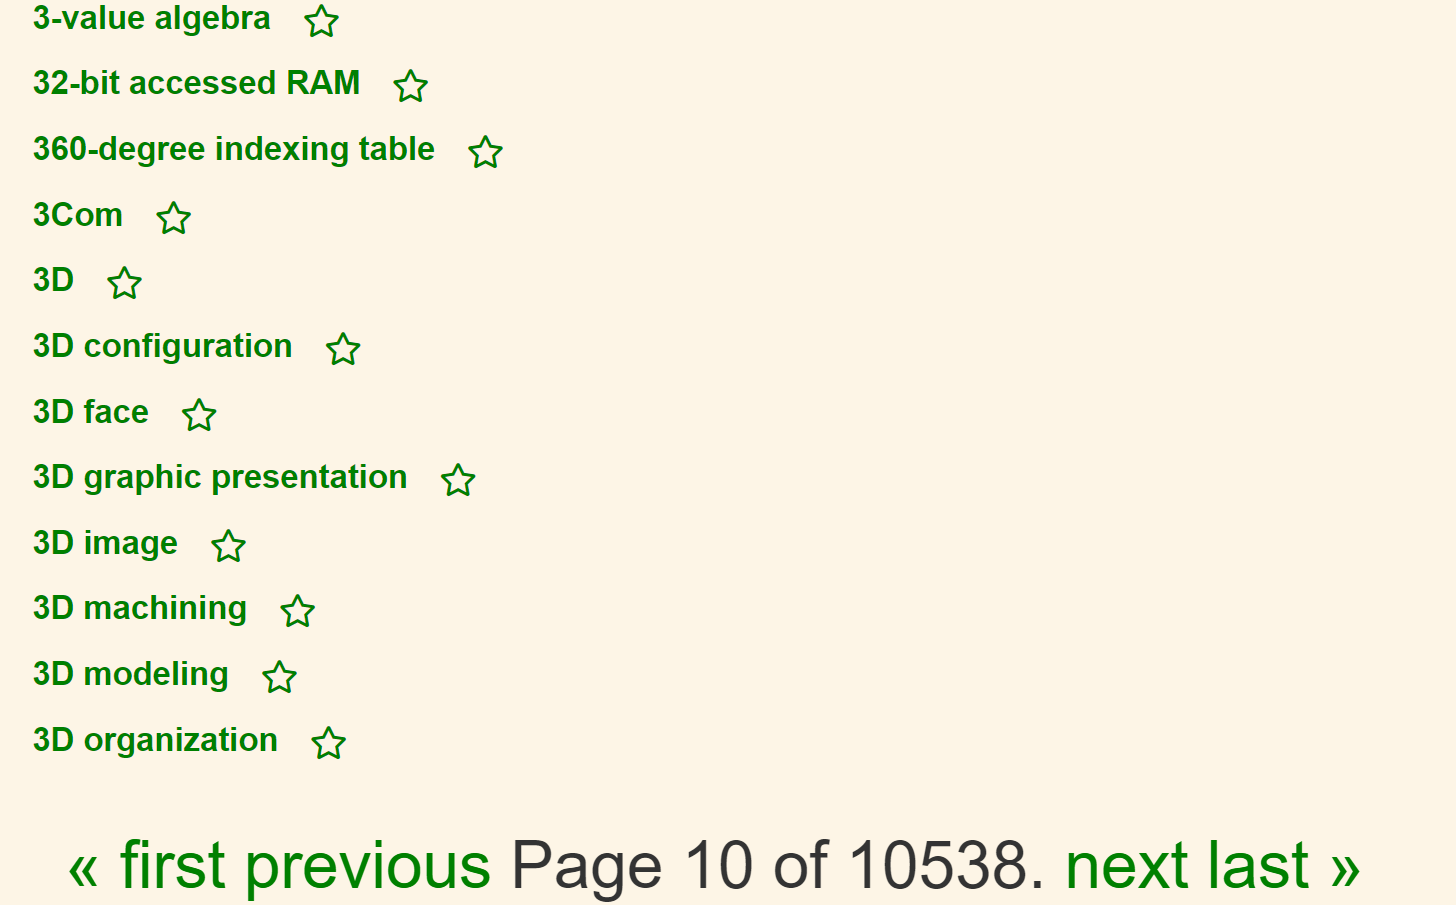 3-value algebra
32-bit accessed RAM
360-degree indexing table
3Com
3D
3D configuration
3D face
3D graphic presentation
3D image
3D machining
3D modeling
3D organization
« first previous Page 10 of 10538. next last »